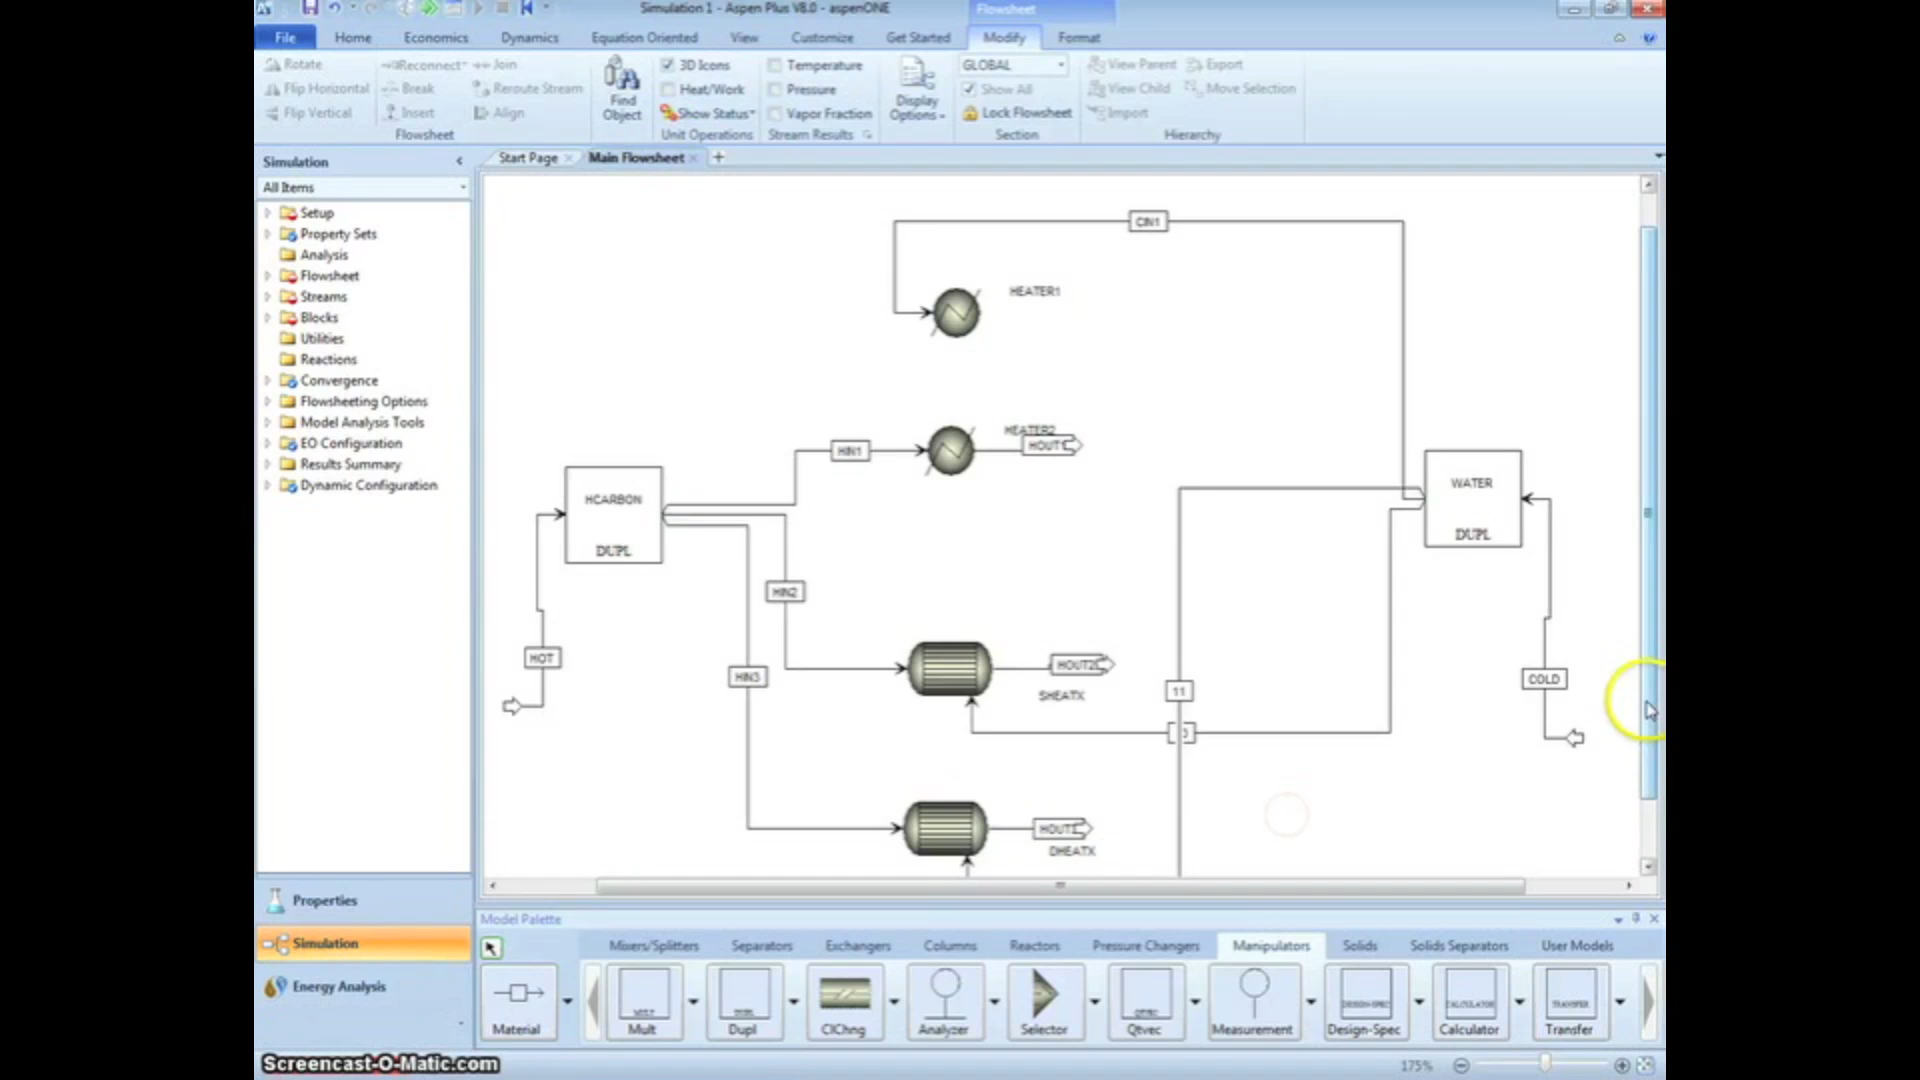 Simulation 1 - Aspen Plus V8.0 - aspenONE
Flowsheet
File Home Economics Dynamics Equation Oriented View Customize Get Started Modify Format
Rotate
Flip Horizontal
Flip Vertical
Reconnect
Break
Insert
Join
Reroute Stream
Align
Flowsheet
Find
Object
3D Icons
Heat/Work
Show Status
Unit Operations
Temperature
Pressure
Vapor Fraction
Stream Results
Display
Options
GLOBAL
Show All
Lock Flowsheet
Section
View Parent
View Child
Import
Export
Move Selection
Hierarchy
Simulation
All Items
Setup
Property Sets
Analysis
Flowsheet
Streams
Blocks
Utilities
Reactions
Convergence
Flowsheeting Options
Model Analysis Tools
EO Configuration
Results Summary
Dynamic Configuration
Properties
Simulation
Energy Analysis
Start Page
Main Flowsheet
CIN1
HEATER1
HEATER2
HIN1
HOUT1
HCARBON
DUPL
WATER
DUPL
HIN2
HOT
HIN3
HOUT2
SHEATX
11
COLD
HOUT3
DHEATX
Model Palette
Mixers/Splitters Separators Exchangers Columns Reactors Pressure Changers Manipulators Solids Solids Separators User Models
MULT
DUPL
QTVEC
DESIGN-SPEC
CALCULATOR
TRANSFER
Material Mult Dupl ClChng Analyzer Selector Qtvec Measurement Design-Spec Calculator Transfer
175%
Screencast-O-Matic.com